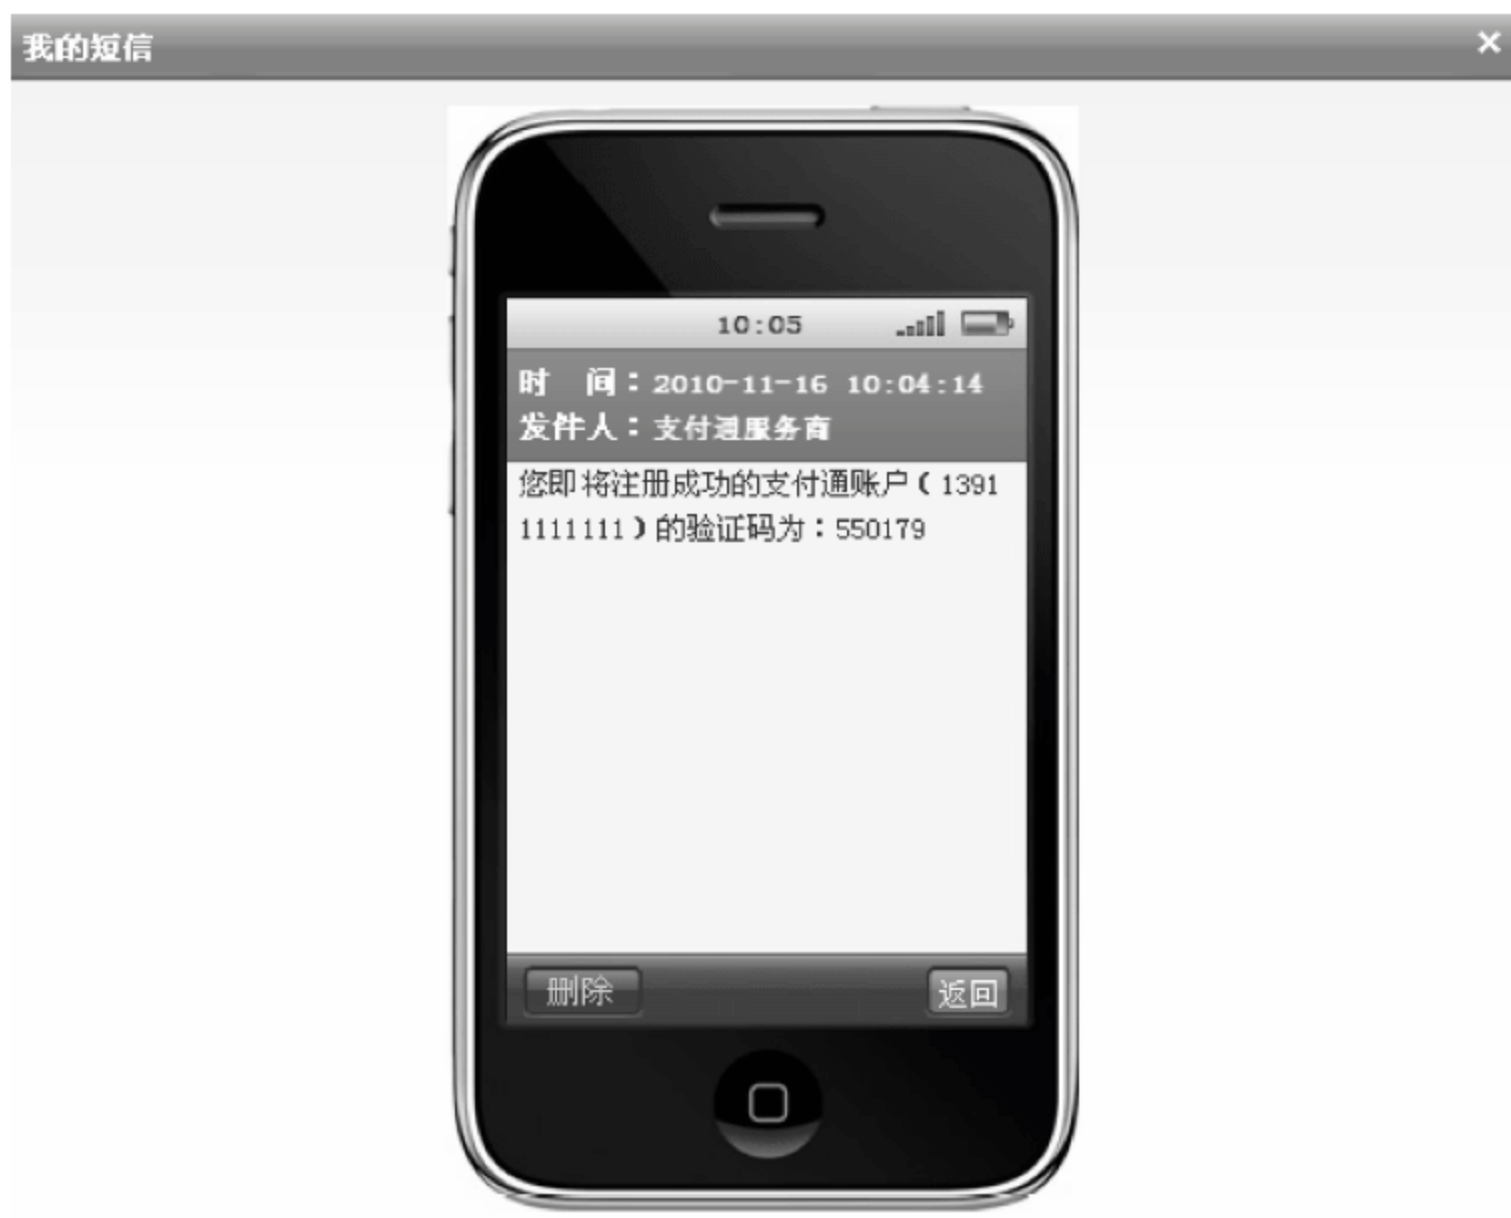 我的短信
×
10:05
时 间：2010-11-16 10:04:14
发件人：支付通服务商
您即将注册成功的支付通账户（1391
1111111）的验证码为：550179
删除 返回